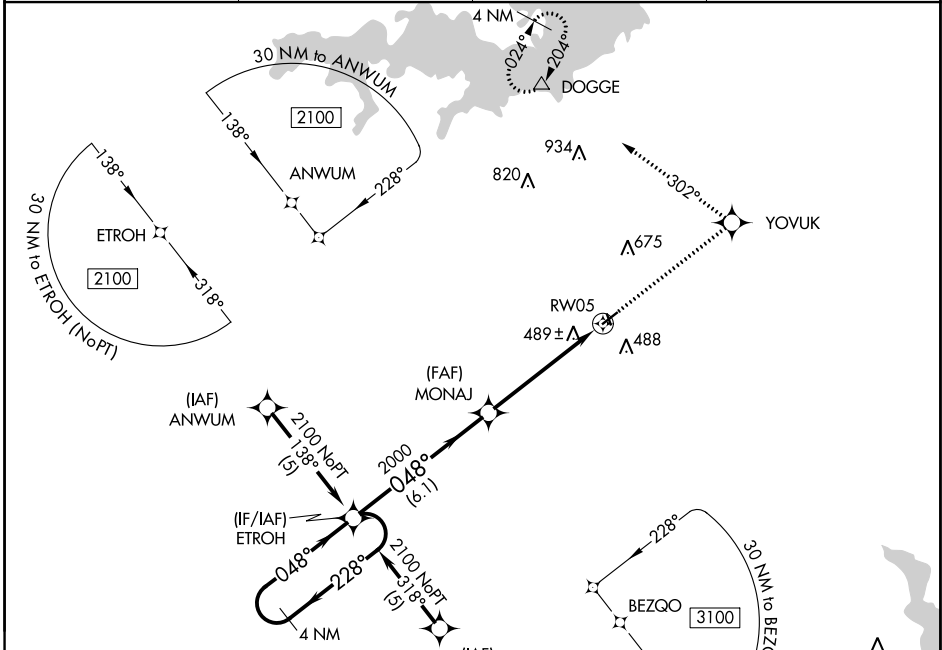 4 NM
024°
204°
DOGGE
30 NM to ANWUM
2100
138°
228°
ANWUM
934
820
302°
YOVUK
138°
30 NM to ETROH (NoPT)
ETROH
2100
318°
675
RW05
489±
488
(FAF)
MONAJ
(IAF)
ANWUM
2100 NoPT
138°
(5)
2000
048°
(6.1)
(IF/IAF)
ETROH
048°
228°
2100 NoPT
318°
(5)
4 NM
228°
30 NM to
BEZQO
3100